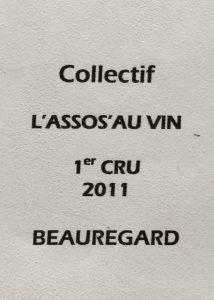 Collectif
L'ASSOS'AU VIN
1er CRU
2011
BEAUREGARD